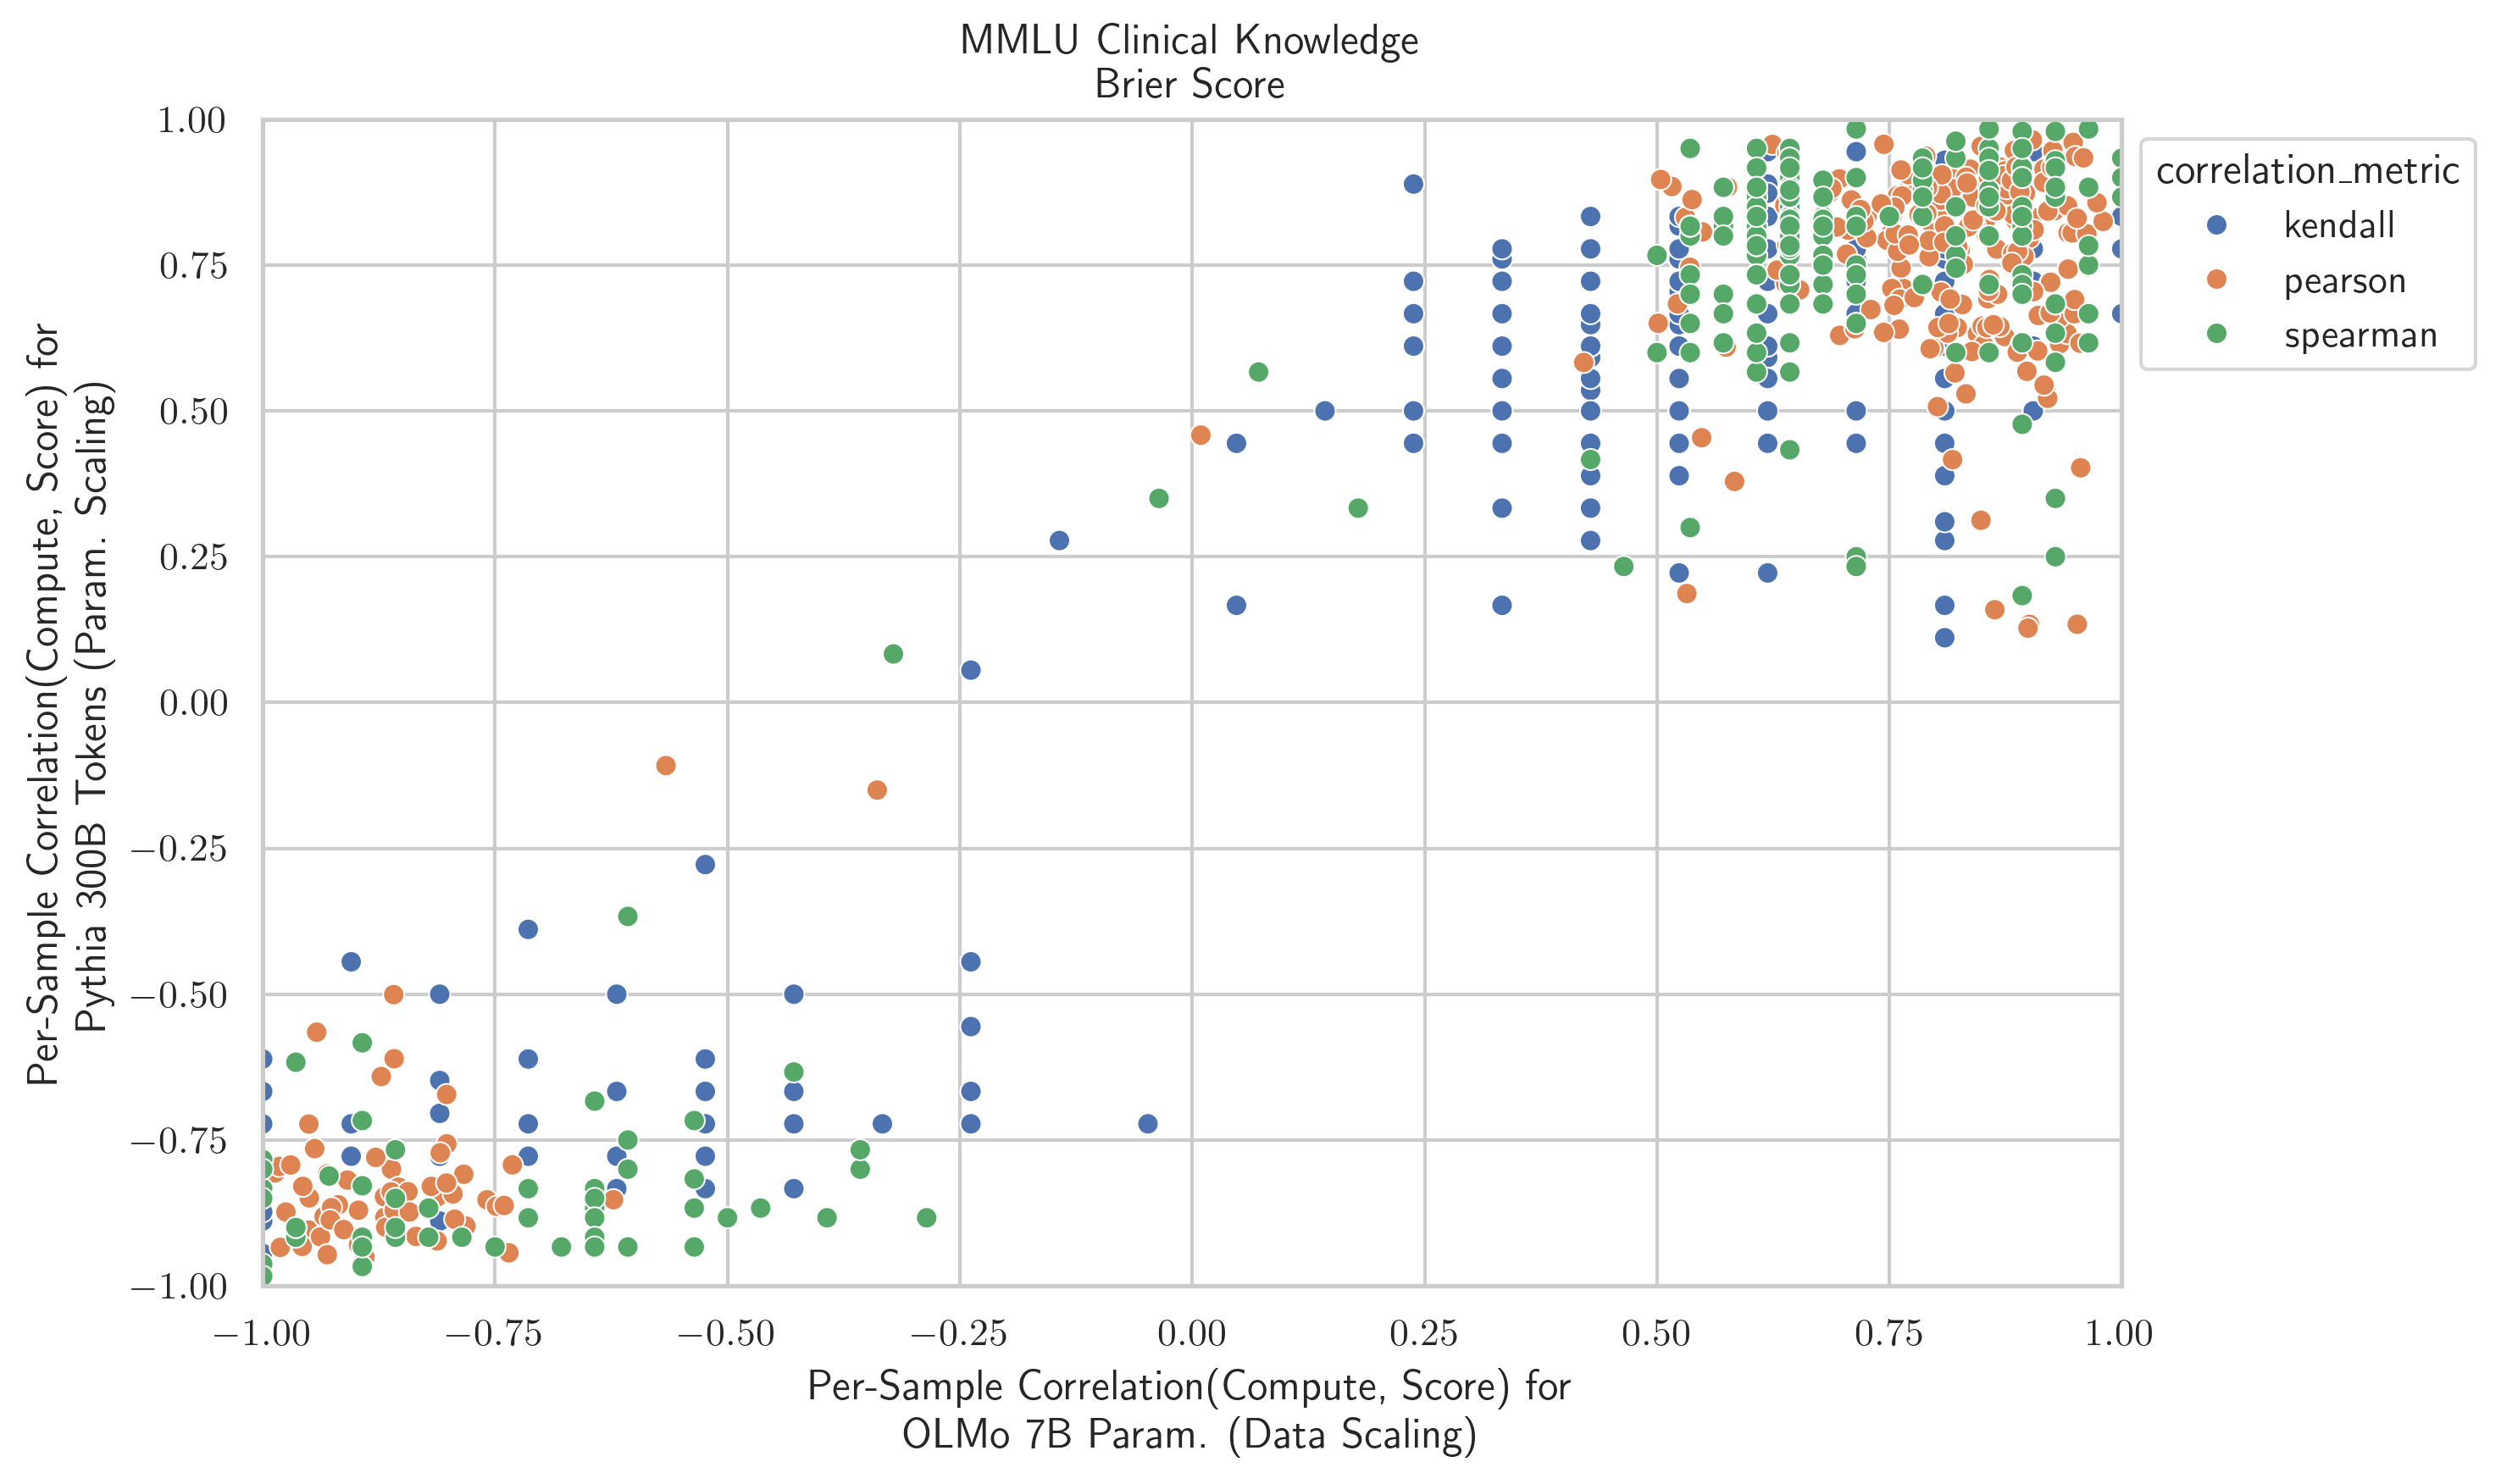 MMLU Clinical Knowledge
Brier Score
Per-Sample Correlation(Compute, Score) for
Pythia 300B Tokens (Param. Scaling)
1.00
0.75
0.50
0.25
0.00
−0.25
−0.50
−0.75
−1.00
−1.00
−0.75
−0.50
−0.25
0.00
0.25
0.50
0.75
1.00
Per-Sample Correlation(Compute, Score) for
OLMo 7B Param. (Data Scaling)
correlation_metric
kendall
pearson
spearman